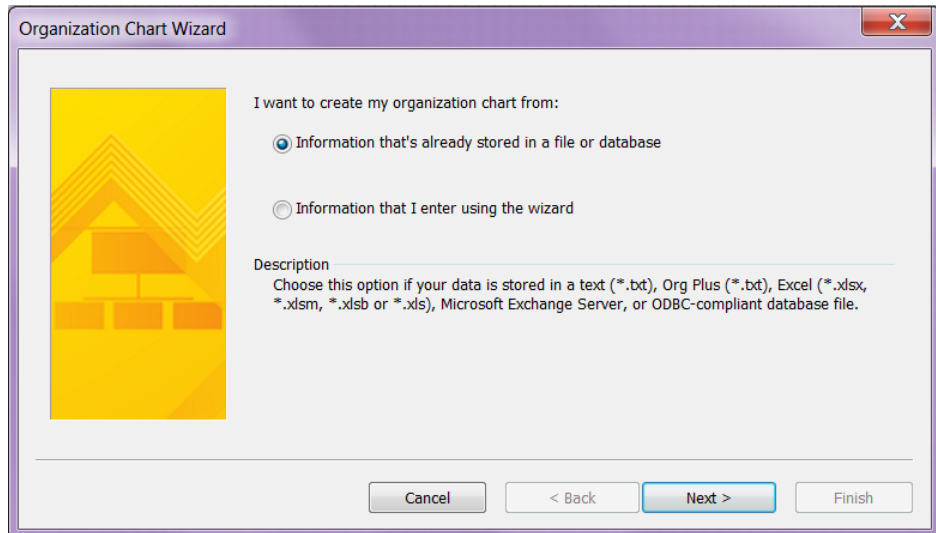 Organization Chart Wizard
X
I want to create my organization chart from:
Information that's already stored in a file or database
Information that I enter using the wizard
Description
Choose this option if your data is stored in a text (*.txt), Org Plus (*.txt), Excel (*.xlsx,
*.xlsm, *.xlsb or *.xls), Microsoft Exchange Server, or ODBC-compliant database file.
Cancel
< Back
Next >
Finish